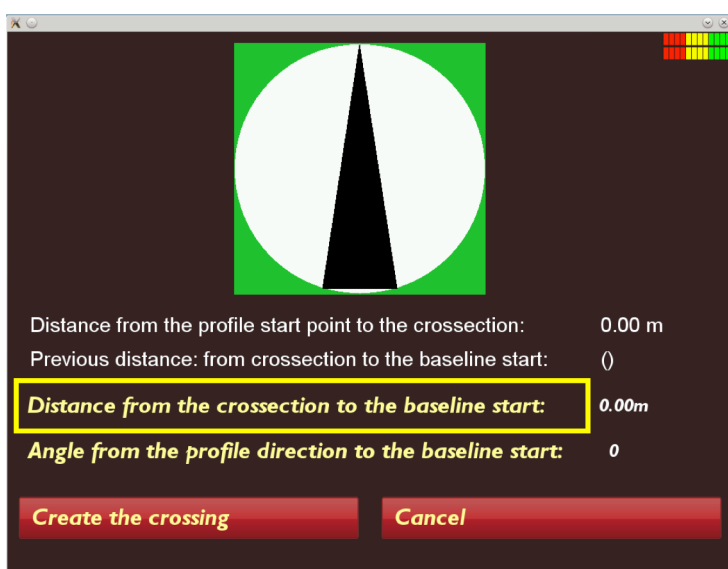 Distance from the profile start point to the crossection: 0.00 m
Previous distance: from crossection to the baseline start: ()
Distance from the crossection to the baseline start: 0.00m
Angle from the profile direction to the baseline start: 0
Create the crossing Cancel